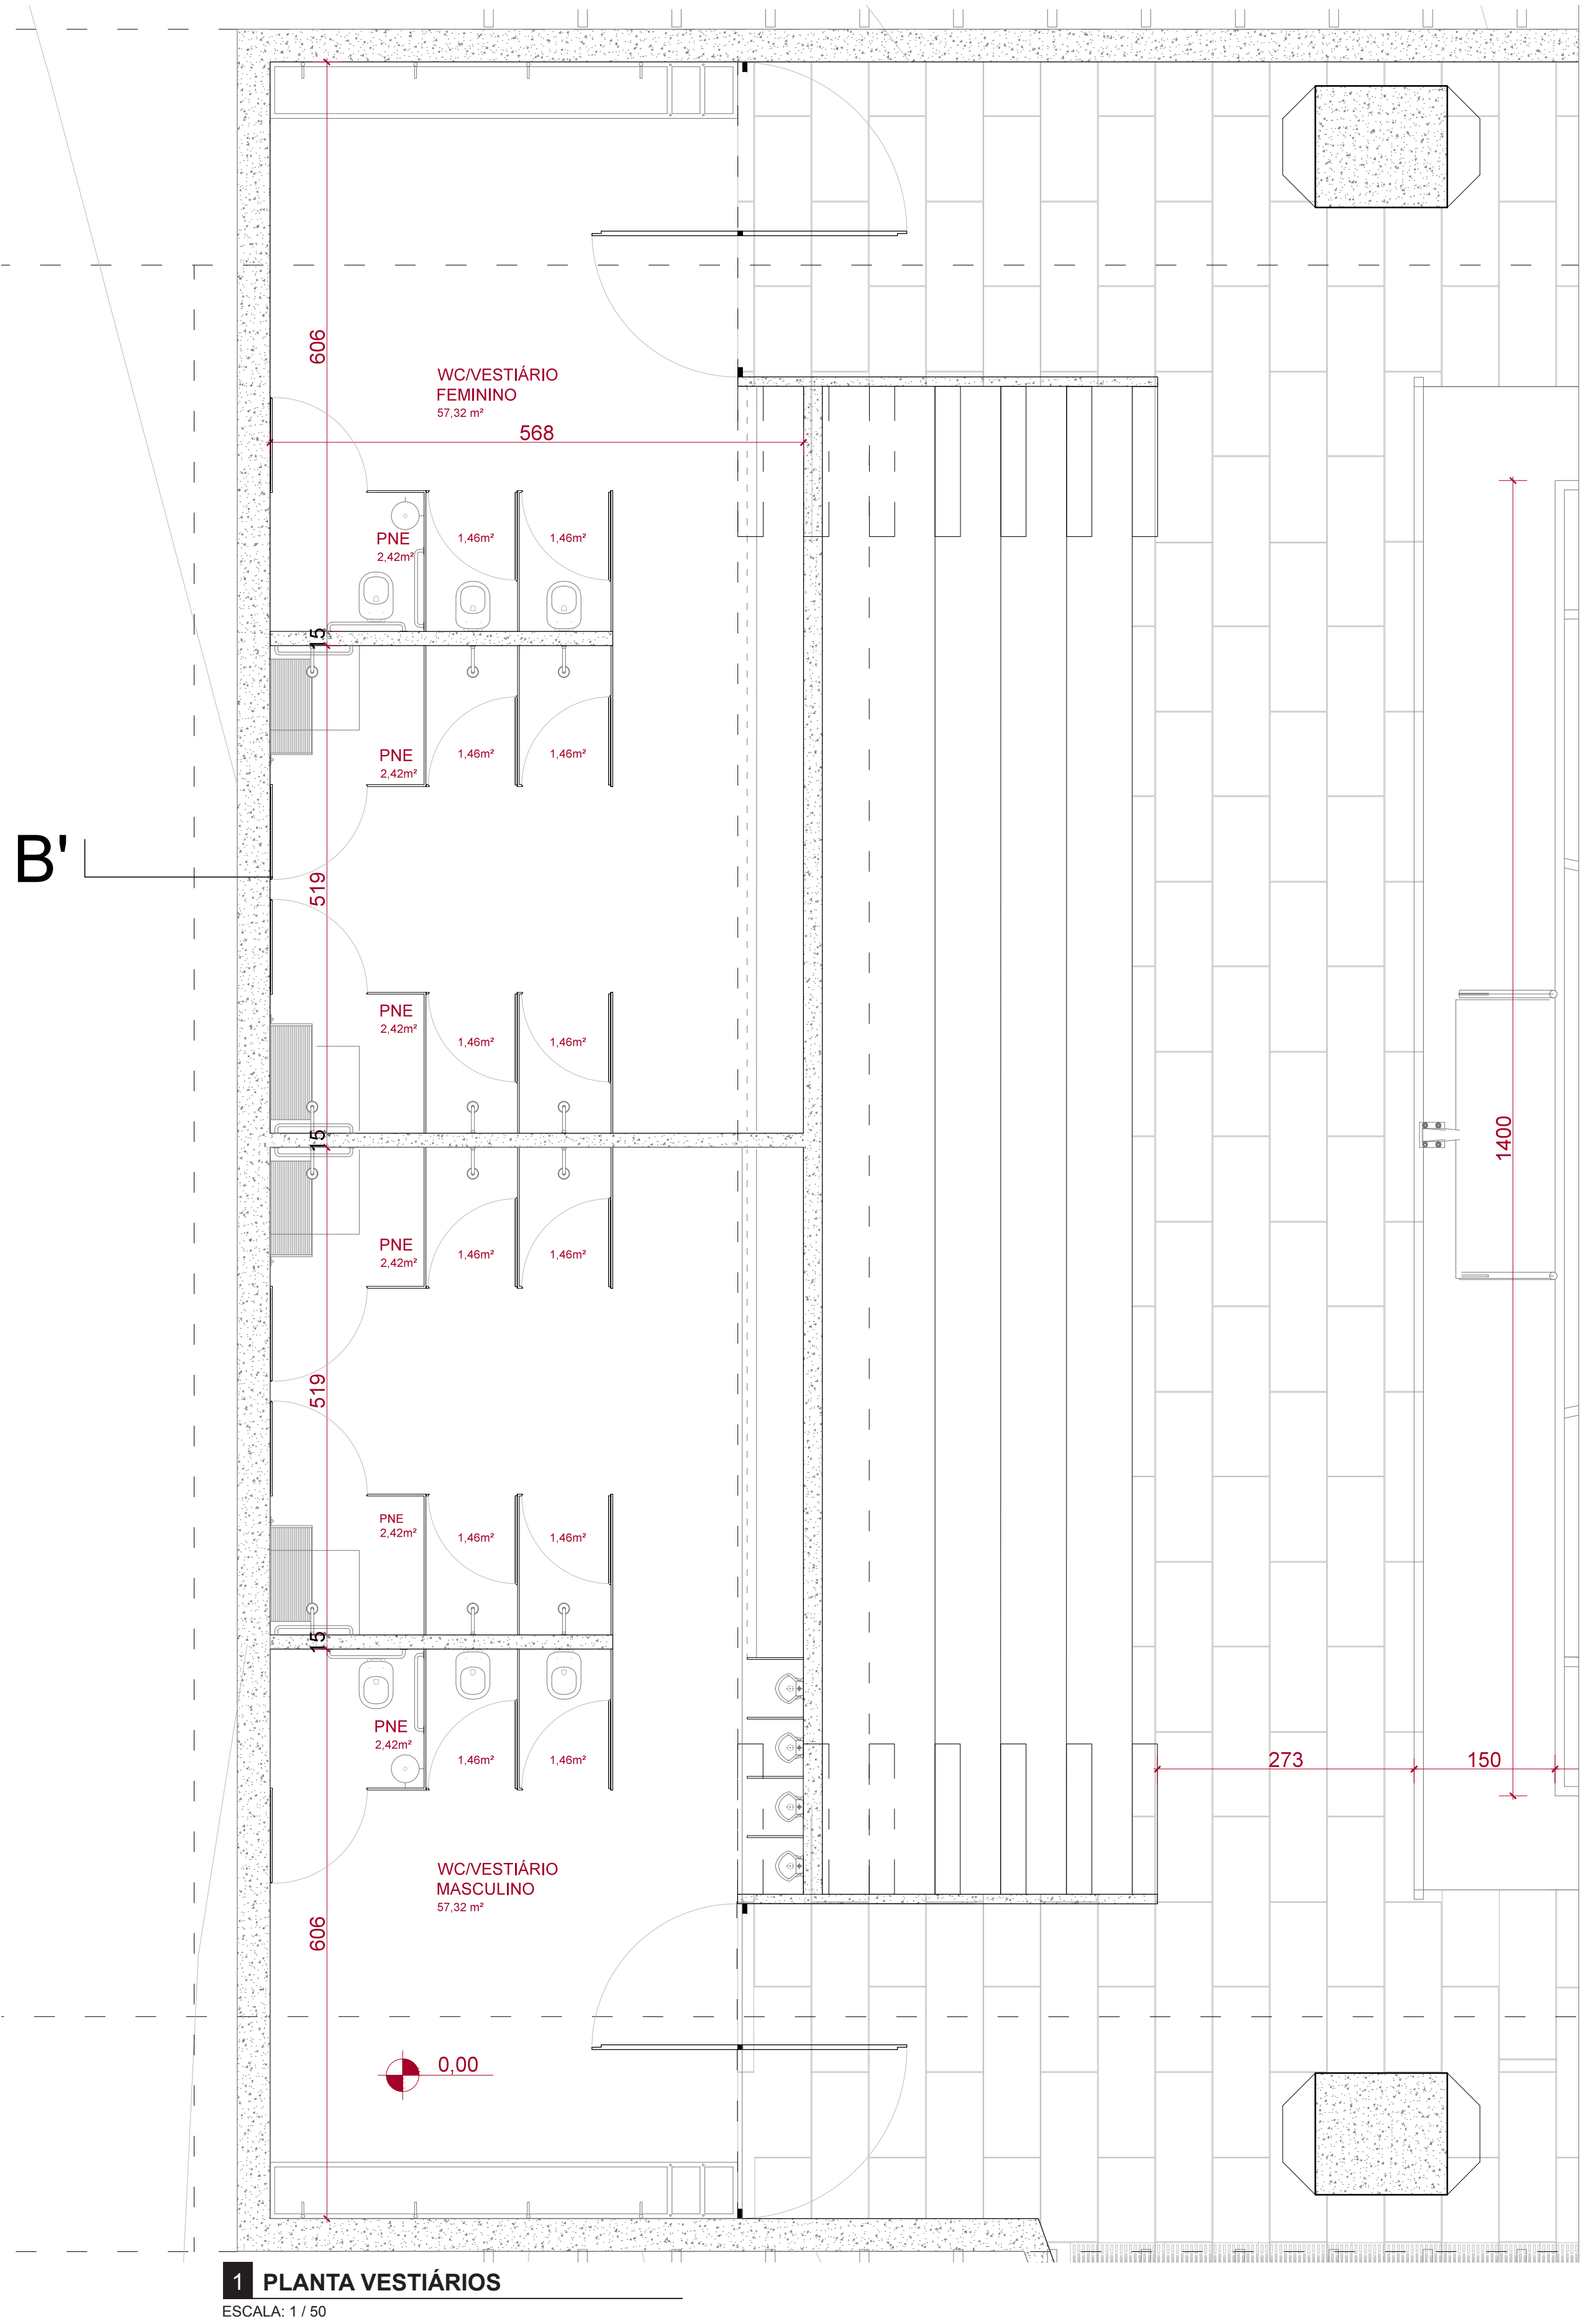 606
WC/VESTIÁRIO
FEMININO
57,32 m²
568
PNE
2,42m²
1,46m²
1,46m²
15
PNE
2,42m²
1,46m²
1,46m²
B'
519
PNE
2,42m²
1,46m²
1,46m²
15
1400
PNE
2,42m²
1,46m²
1,46m²
519
PNE
2,42m²
1,46m²
1,46m²
15
PNE
2,42m²
1,46m²
1,46m²
273
150
WC/VESTIÁRIO
MASCULINO
57,32 m²
606
0,00
1 PLANTA VESTIÁRIOS
ESCALA: 1 / 50